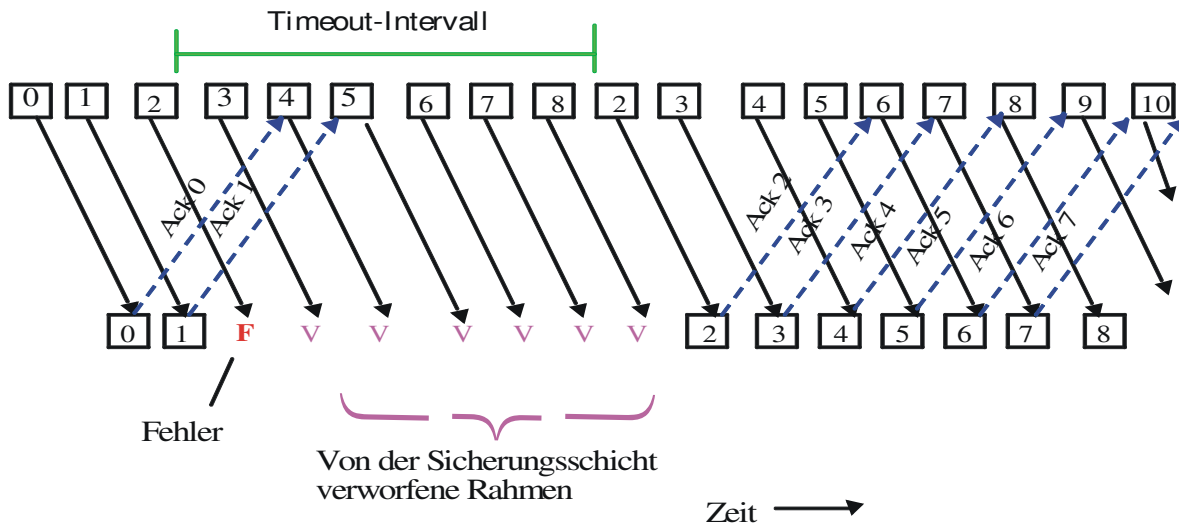 Timeout-Intervall
0 1 2 3 4 5 6 7 8 2 3 4 5 6 7 8 9 10
Ack 0
Ack 1
Ack 2
Ack 3
Ack 4
Ack 5
Ack 6
Ack 7
0 1 F V V V V V V 2 3 4 5 6 7 8
Fehler
Von der Sicherungsschicht
verworfene Rahmen
Zeit